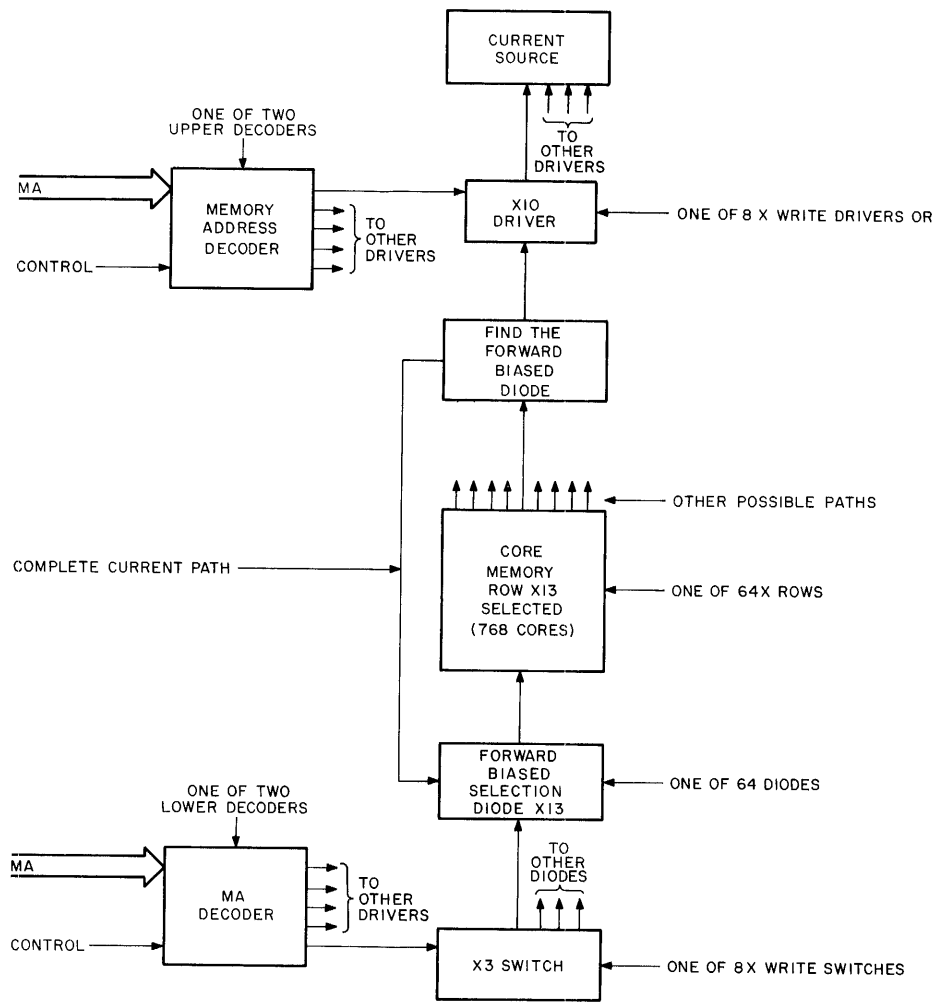 CURRENT
SOURCE
ONE OF TWO
UPPER DECODERS
TO
OTHER
DRIVERS
MA
MEMORY
ADDRESS
DECODER
TO
OTHER
DRIVERS
X10
DRIVER
ONE OF 8 X WRITE DRIVERS OR
CONTROL
FIND THE
FORWARD
BIASED
DIODE
OTHER POSSIBLE PATHS
COMPLETE CURRENT PATH
CORE
MEMORY
ROW X13
SELECTED
(768 CORES)
ONE OF 64X ROWS
FORWARD
BIASED
SELECTION
DIODE X13
ONE OF 64 DIODES
ONE OF TWO
LOWER DECODERS
MA
MA
DECODER
TO
OTHER
DRIVERS
TO
OTHER
DIODES
CONTROL
X3 SWITCH
ONE OF 8X WRITE SWITCHES